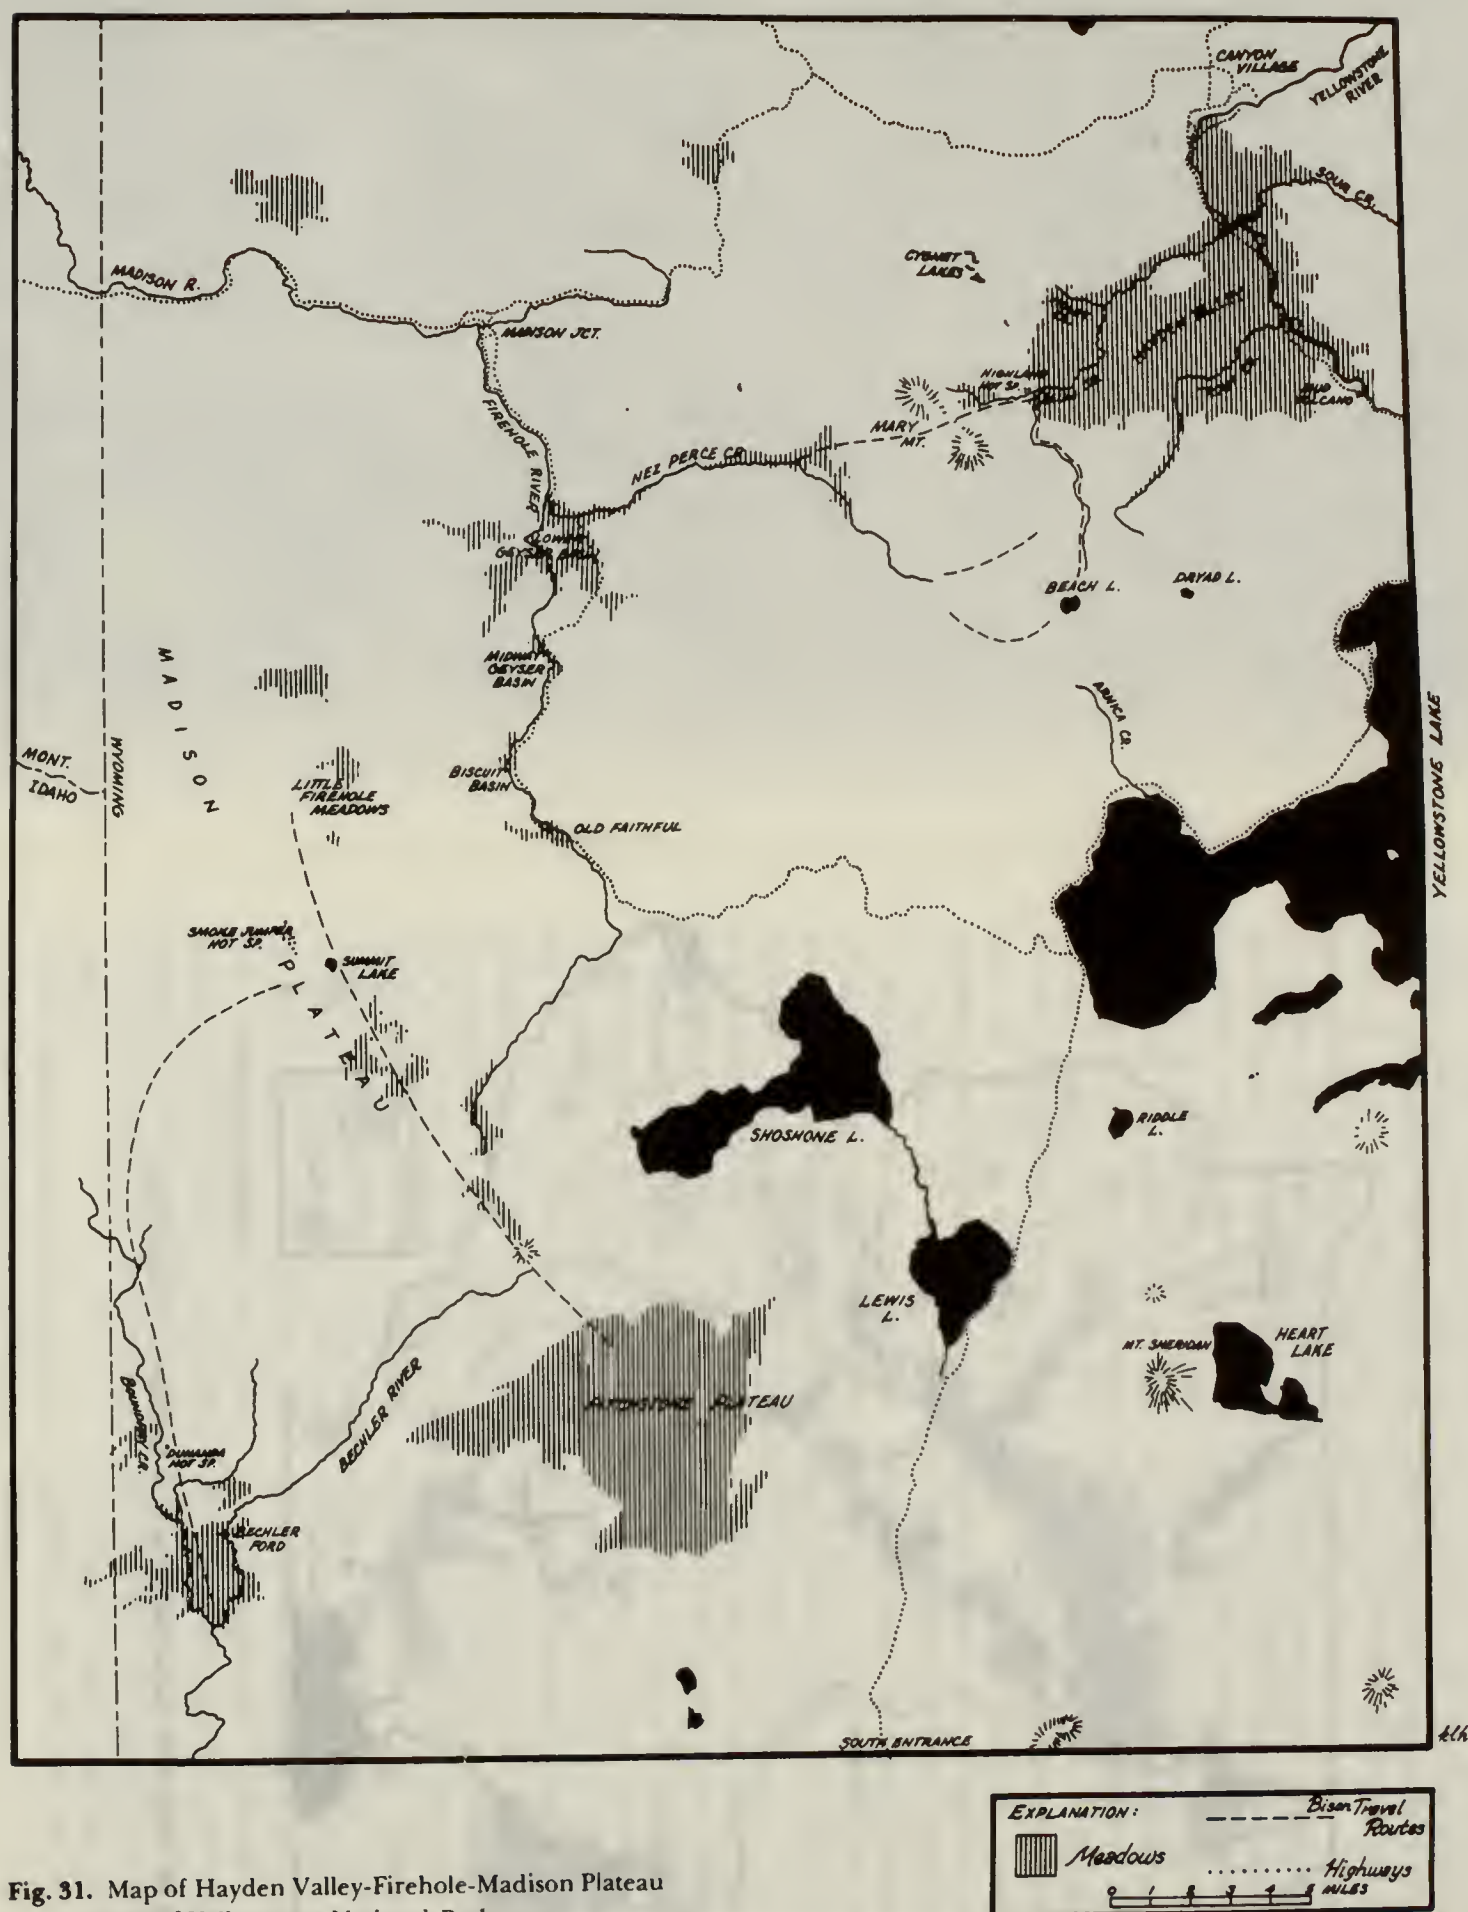 CANYON
VILLAGE
YELLOWSTONE
RIVER
SOUR CR.
CYGNET
LAKES
MADISON R.
MADISON JCT.
HIGHLAND
HOT SP.
MUD
VOLCANO
MARY
MT.
FIREHOLE RIVER
NEZ PERCE CR.
LOWER
GEYSER BASIN
BEACH L.
DRYAD L.
MIDWAY
GEYSER
BASIN
ARNICA CR.
YELLOWSTONE LAKE
MONT.
IDAHO
WYOMING
MADISON
PLATEAU
LITTLE
FIREHOLE
MEADOWS
BISCUIT
BASIN
OLD FAITHFUL
SMOKE JUMPER
HOT SP.
SUMMIT
LAKE
SHOSHONE L.
RIDDLE
L.
LEWIS
L.
MT. SHERIDAN
HEART
LAKE
PITCHSTONE PLATEAU
BECHLER RIVER
BOUNDARY CR.
DUNANDA
HOT SP.
BECHLER
FORD
SOUTH ENTRANCE
klh
EXPLANATION:
Bison Travel
Routes
Meadows
Highways
0 1 2 3 4 5 MILES
Fig. 31. Map of Hayden Valley-Firehole-Madison Plateau